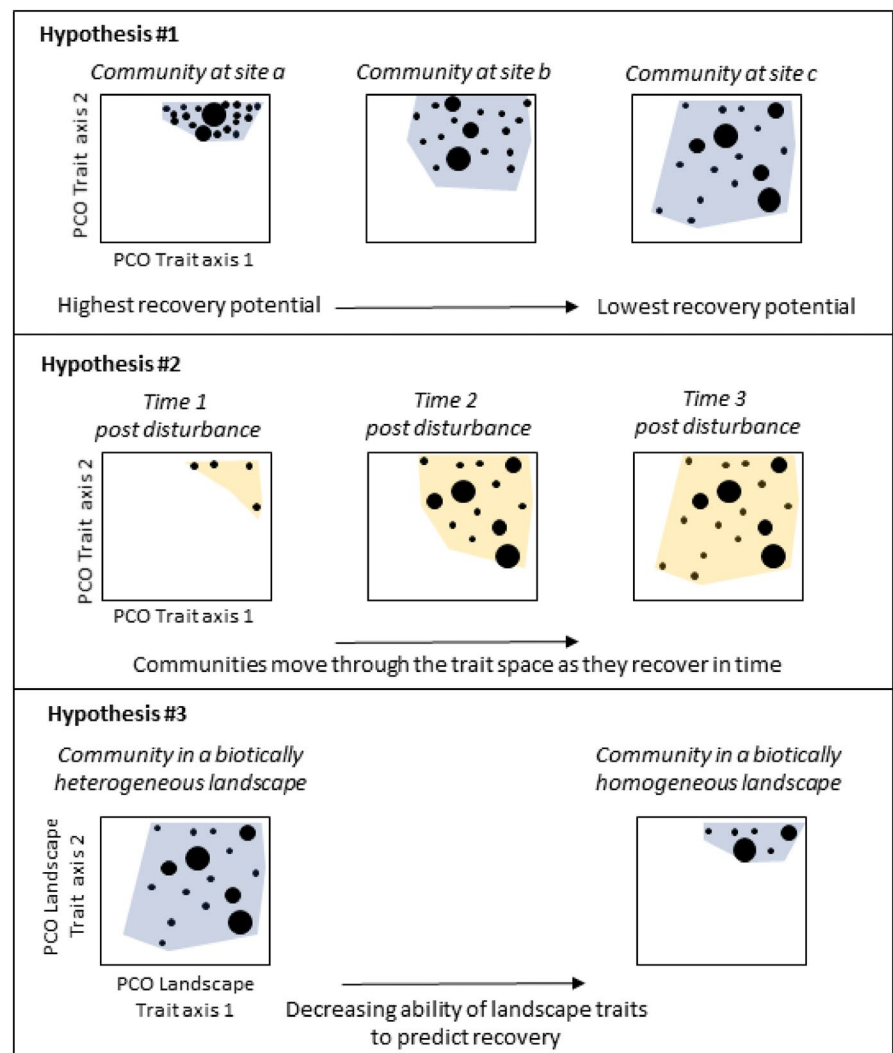 Hypothesis #1
Community at site a
Community at site b
Community at site c
PCO Trait axis 2
PCO Trait axis 1
Highest recovery potential
Lowest recovery potential
Hypothesis #2
Time 1
post disturbance
Time 2
post disturbance
Time 3
post disturbance
PCO Trait axis 2
PCO Trait axis 1
Communities move through the trait space as they recover in time
Hypothesis #3
Community in a biotically
heterogeneous landscape
Community in a biotically
homogeneous landscape
PCO Landscape
Trait axis 2
PCO Landscape
Trait axis 1
Decreasing ability of landscape traits
to predict recovery